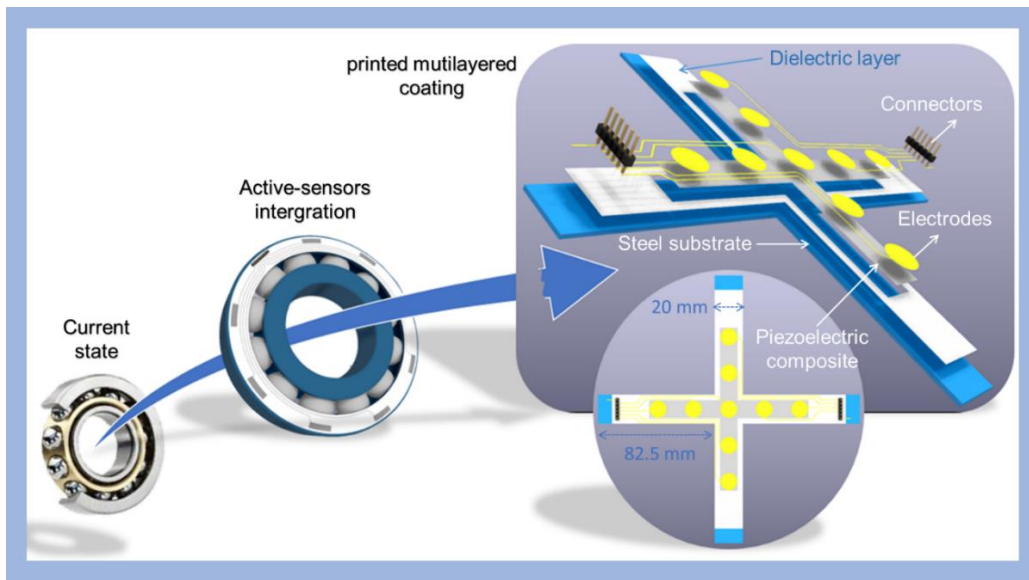 printed mutilayered
coating
Dielectric layer
Connectors
Active-sensors
intergration
Electrodes
Steel substrate
20 mm
Current
state
Piezoelectric
composite
82.5 mm